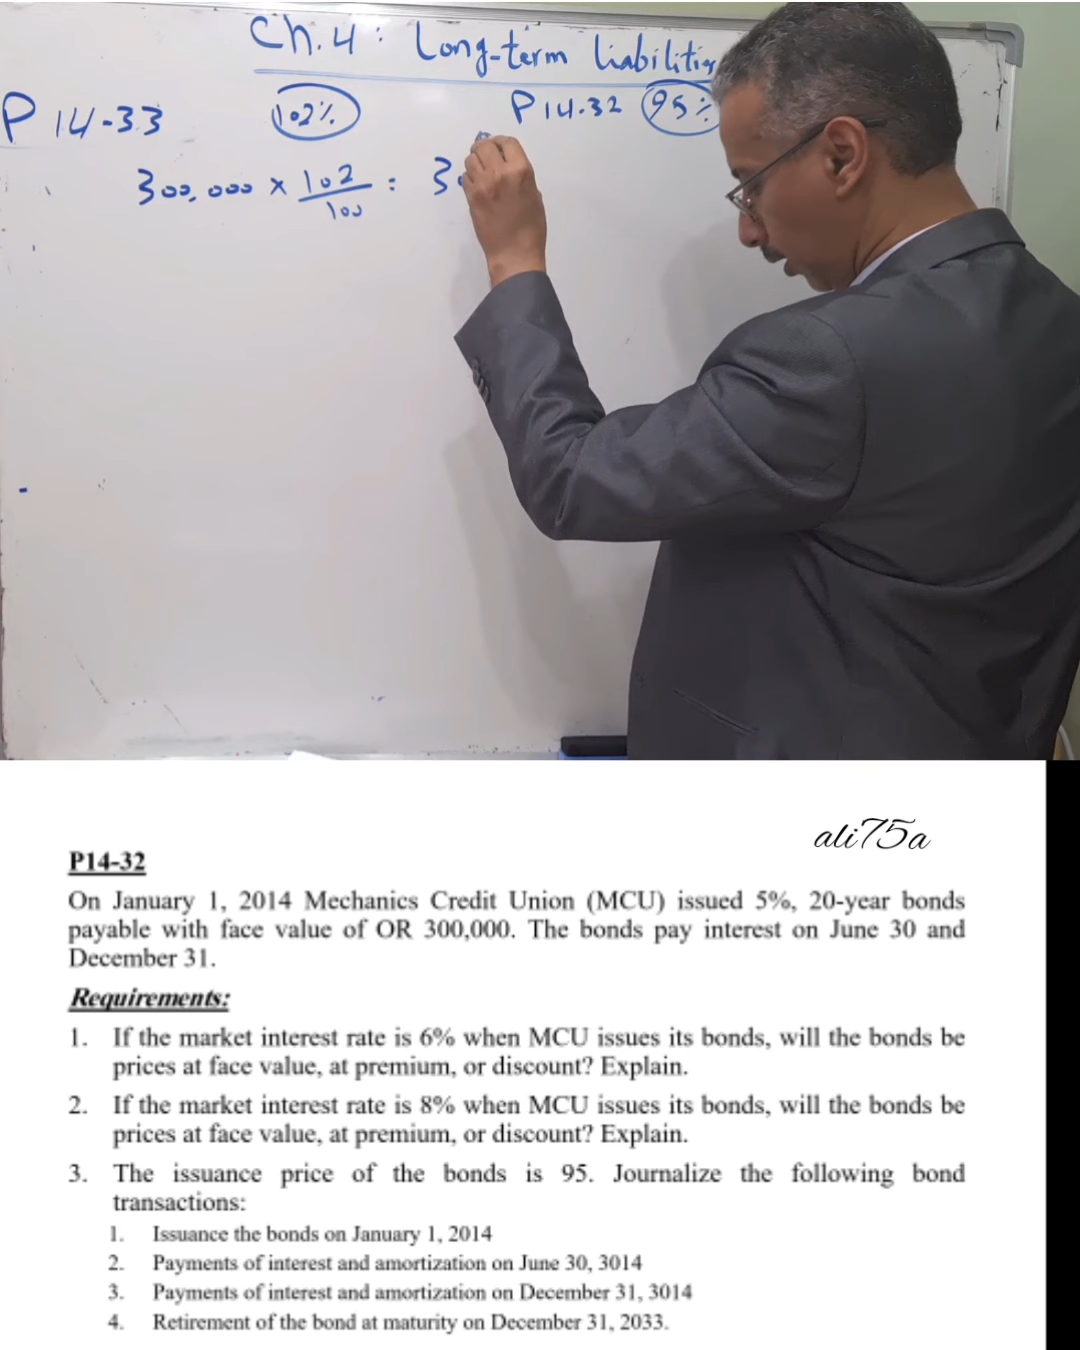 Ch.4: Long-term liabilities
P 14-33
102%
P14.32 95%
300,000 × 102/100 = 30
ali75a
P14-32
On January 1, 2014 Mechanics Credit Union (MCU) issued 5%, 20-year bonds
payable with face value of OR 300,000. The bonds pay interest on June 30 and
December 31.
Requirements:
1. If the market interest rate is 6% when MCU issues its bonds, will the bonds be
prices at face value, at premium, or discount? Explain.
2. If the market interest rate is 8% when MCU issues its bonds, will the bonds be
prices at face value, at premium, or discount? Explain.
3. The issuance price of the bonds is 95. Journalize the following bond
transactions:
1. Issuance the bonds on January 1, 2014
2. Payments of interest and amortization on June 30, 3014
3. Payments of interest and amortization on December 31, 3014
4. Retirement of the bond at maturity on December 31, 2033.